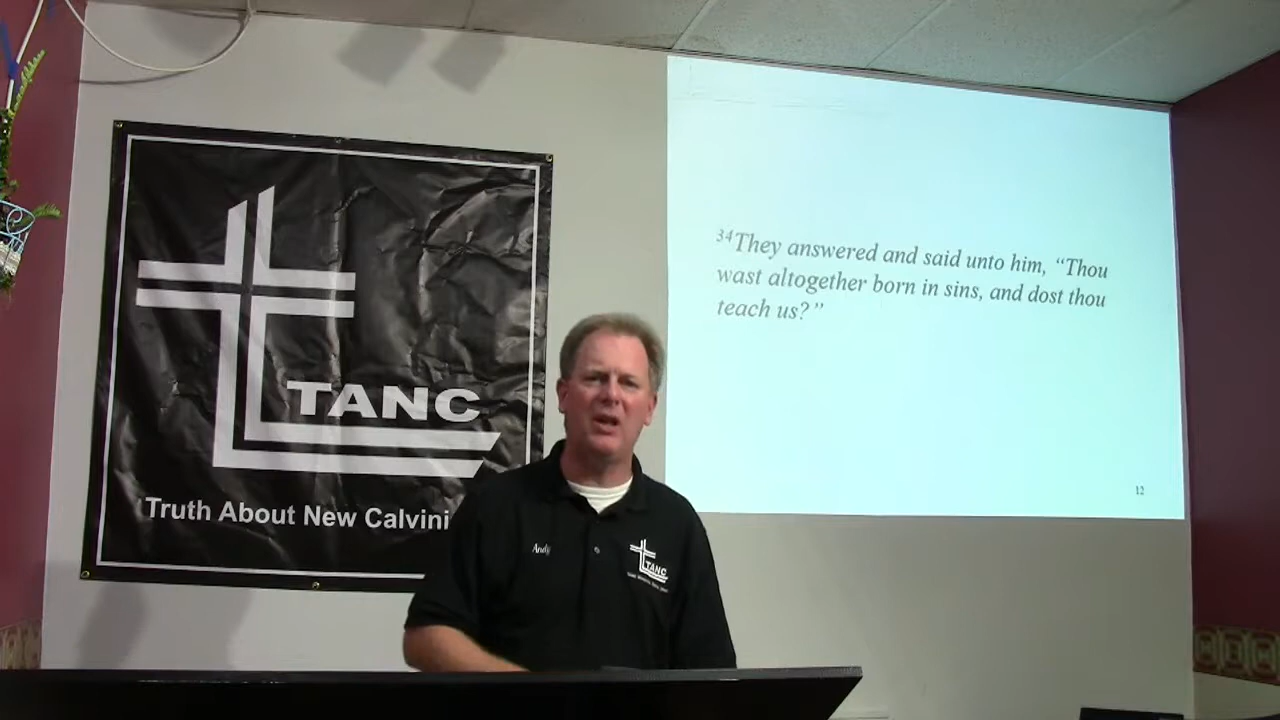 TANC
Truth About New Calvini
34They answered and said unto him, “Thou
wast altogether born in sins, and dost thou
teach us?”
12
Andy
TANC